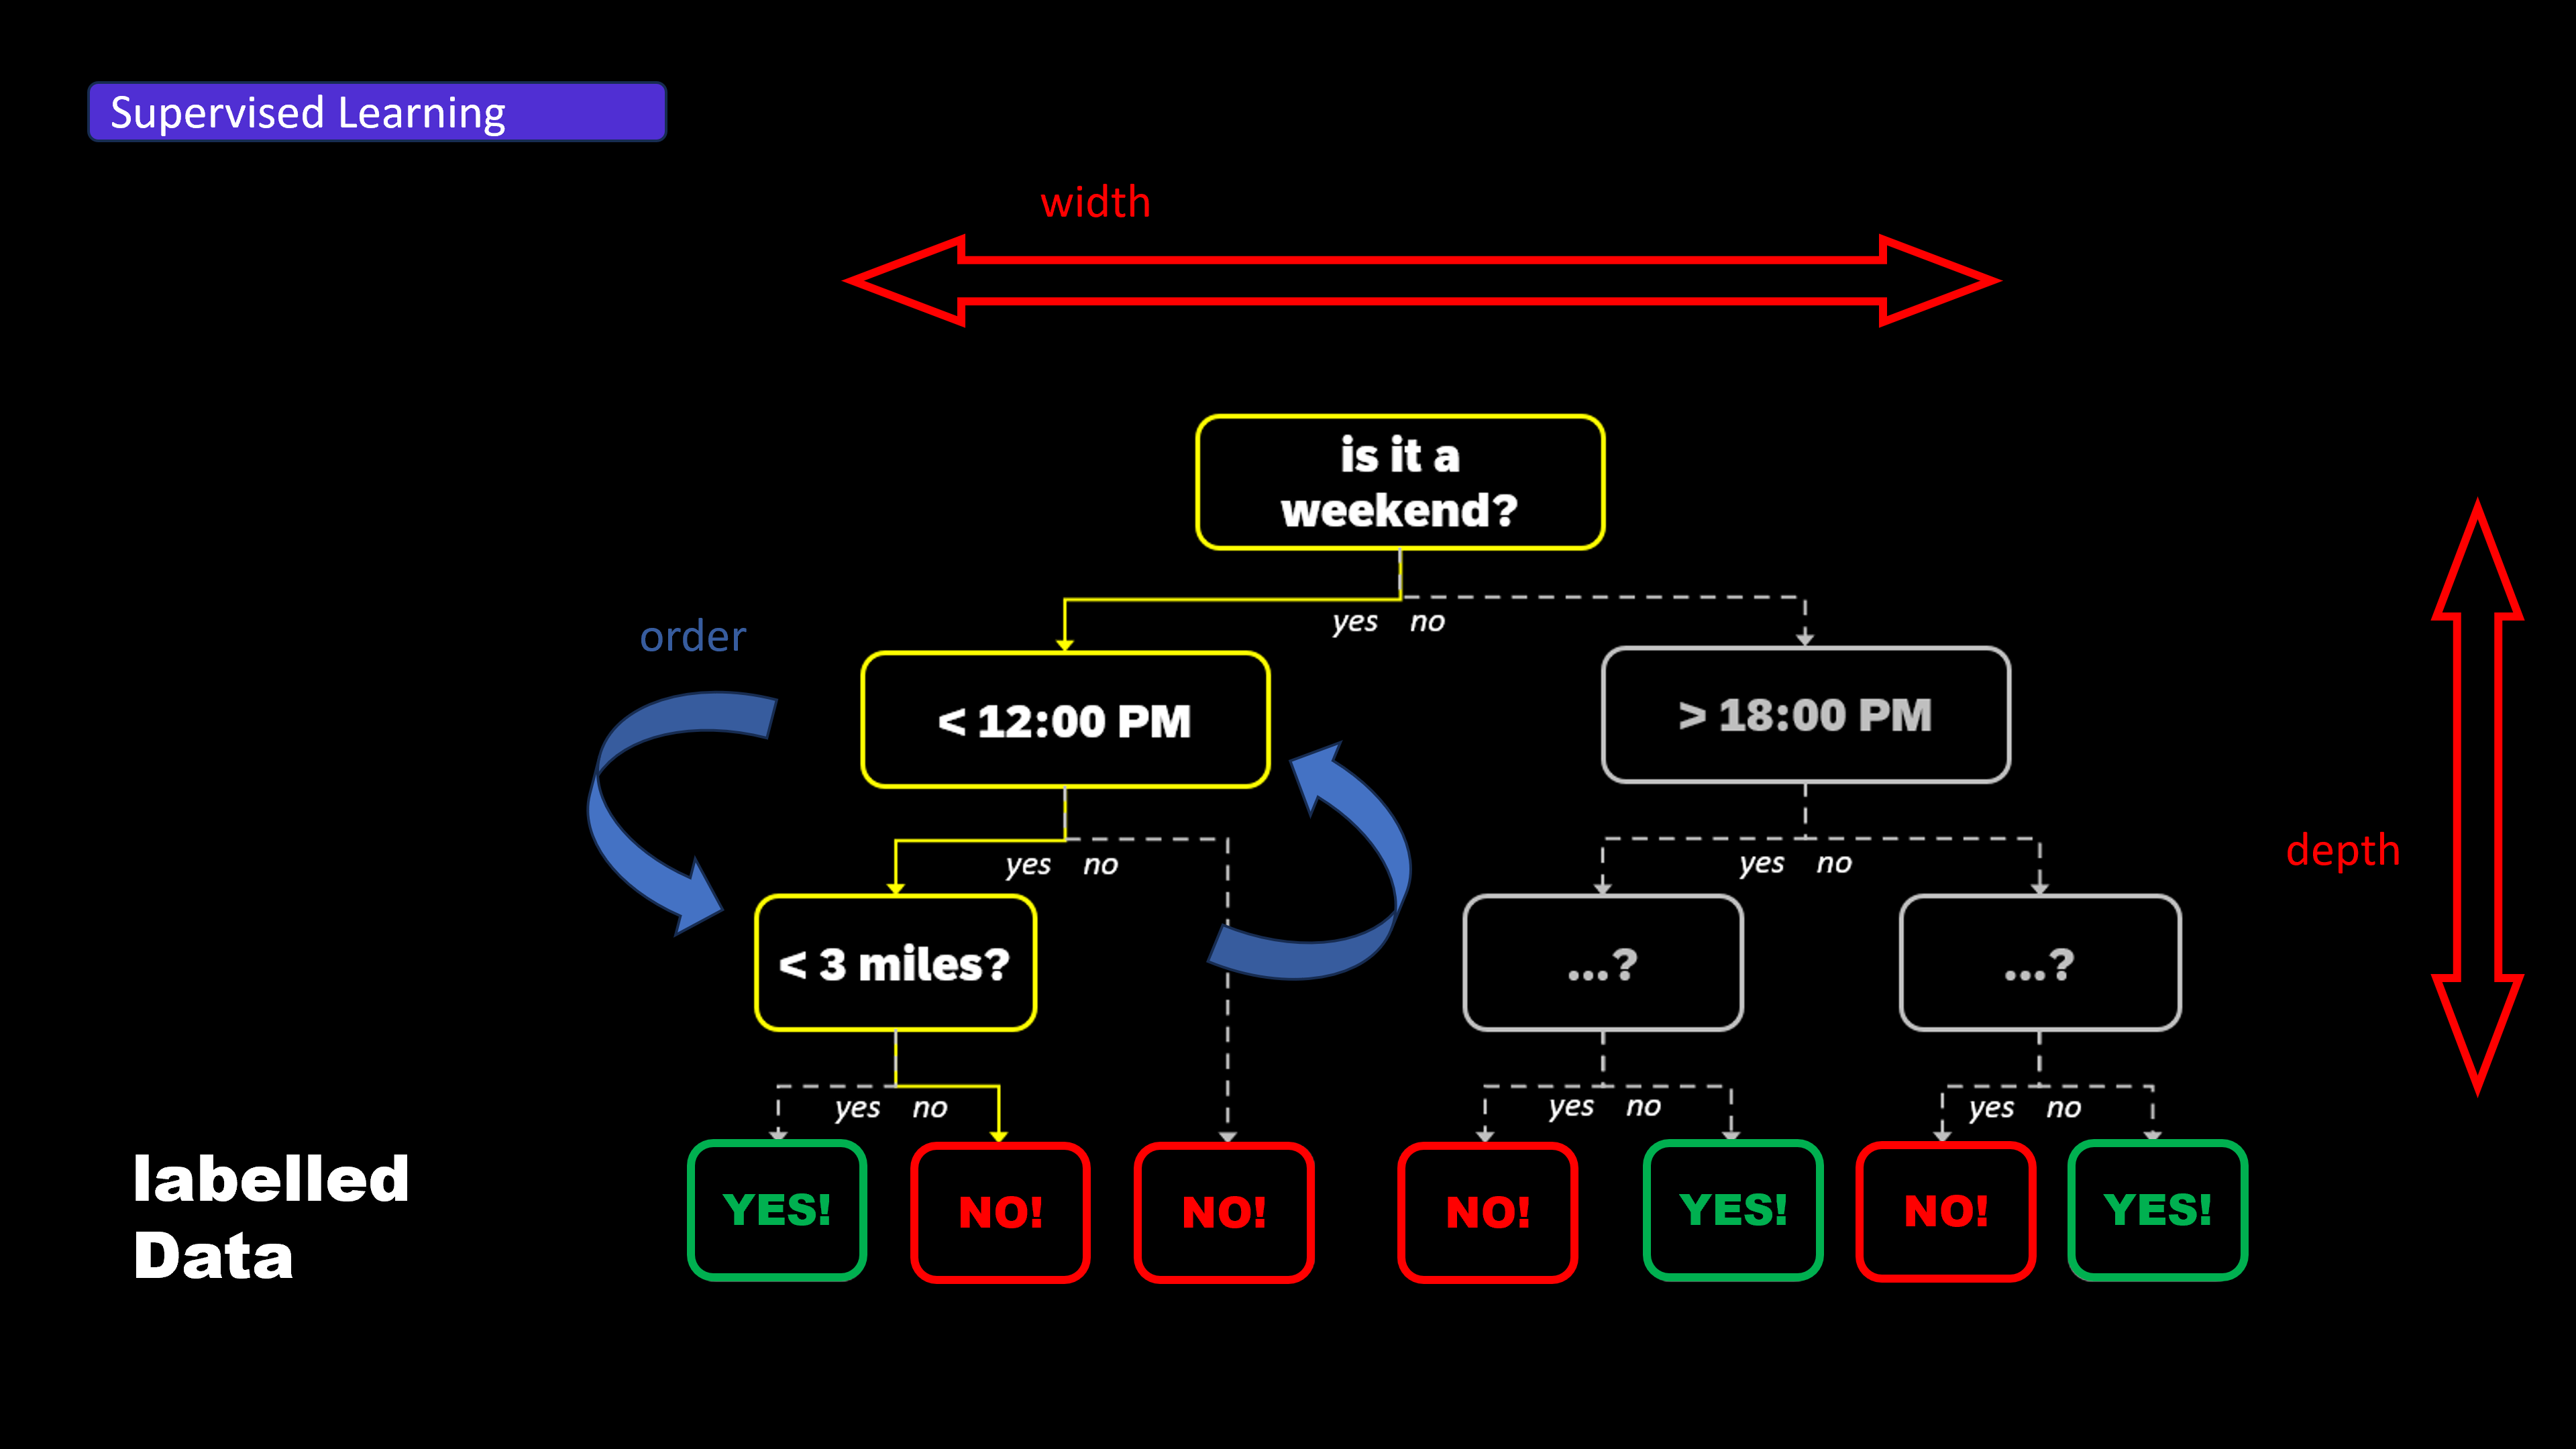 Supervised Learning
width
is it a
weekend?
yes no
order
< 12:00 PM
> 18:00 PM
depth
yes no
yes no
< 3 miles?
...?
...?
yes no
yes no
yes no
labelled
Data
YES!
NO!
NO!
NO!
YES!
NO!
YES!